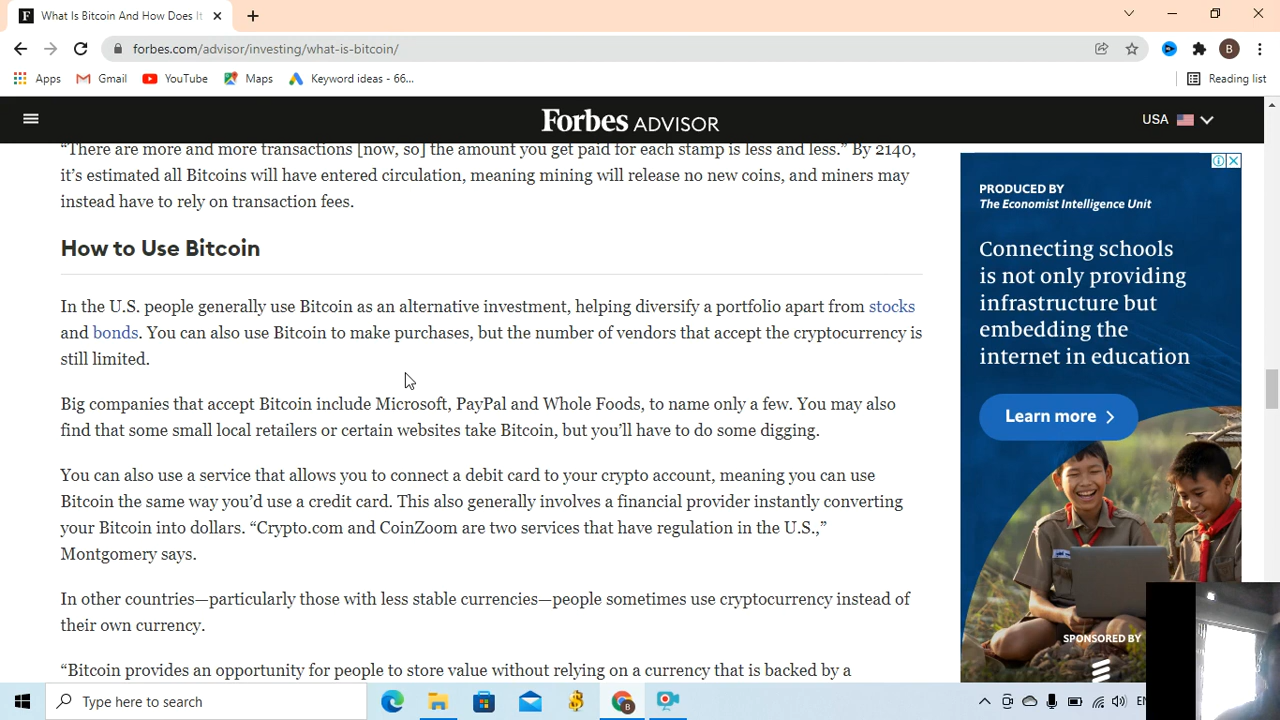 What Is Bitcoin And How Does It
forbes.com/advisor/investing/what-is-bitcoin/
B
Apps Gmail YouTube Maps Keyword ideas - 66... Reading list
Forbes ADVISOR
USA
“There are more and more transactions [now, so] the amount you get paid for each stamp is less and less.” By 2140,
it’s estimated all Bitcoins will have entered circulation, meaning mining will release no new coins, and miners may
instead have to rely on transaction fees.
How to Use Bitcoin
In the U.S. people generally use Bitcoin as an alternative investment, helping diversify a portfolio apart from stocks
and bonds. You can also use Bitcoin to make purchases, but the number of vendors that accept the cryptocurrency is
still limited.
Big companies that accept Bitcoin include Microsoft, PayPal and Whole Foods, to name only a few. You may also
find that some small local retailers or certain websites take Bitcoin, but you’ll have to do some digging.
You can also use a service that allows you to connect a debit card to your crypto account, meaning you can use
Bitcoin the same way you’d use a credit card. This also generally involves a financial provider instantly converting
your Bitcoin into dollars. “Crypto.com and CoinZoom are two services that have regulation in the U.S.,”
Montgomery says.
In other countries—particularly those with less stable currencies—people sometimes use cryptocurrency instead of
their own currency.
“Bitcoin provides an opportunity for people to store value without relying on a currency that is backed by a
PRODUCED BY
The Economist Intelligence Unit
Connecting schools
is not only providing
infrastructure but
embedding the
internet in education
Learn more >
SPONSORED BY
Type here to search